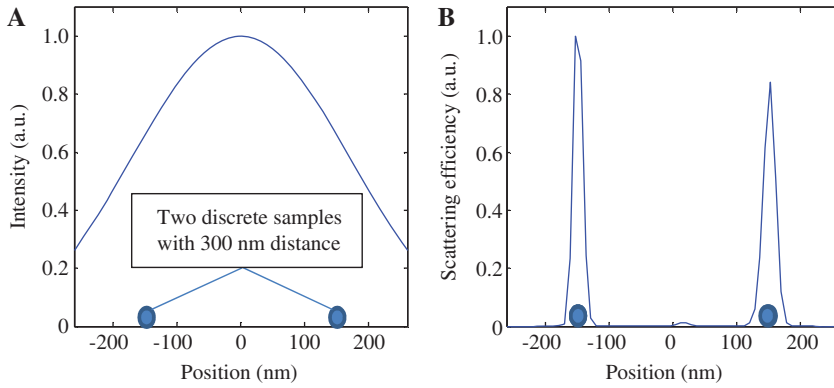 A
Intensity (a.u.)
1.0
0.8
0.6
0.4
0.2
0
Two discrete samples
with 300 nm distance
-200 -100 0 100 200
Position (nm)
B
Scattering efficiency (a.u.)
1.0
0.8
0.6
0.4
0.2
0
-200 -100 0 100 200
Position (nm)